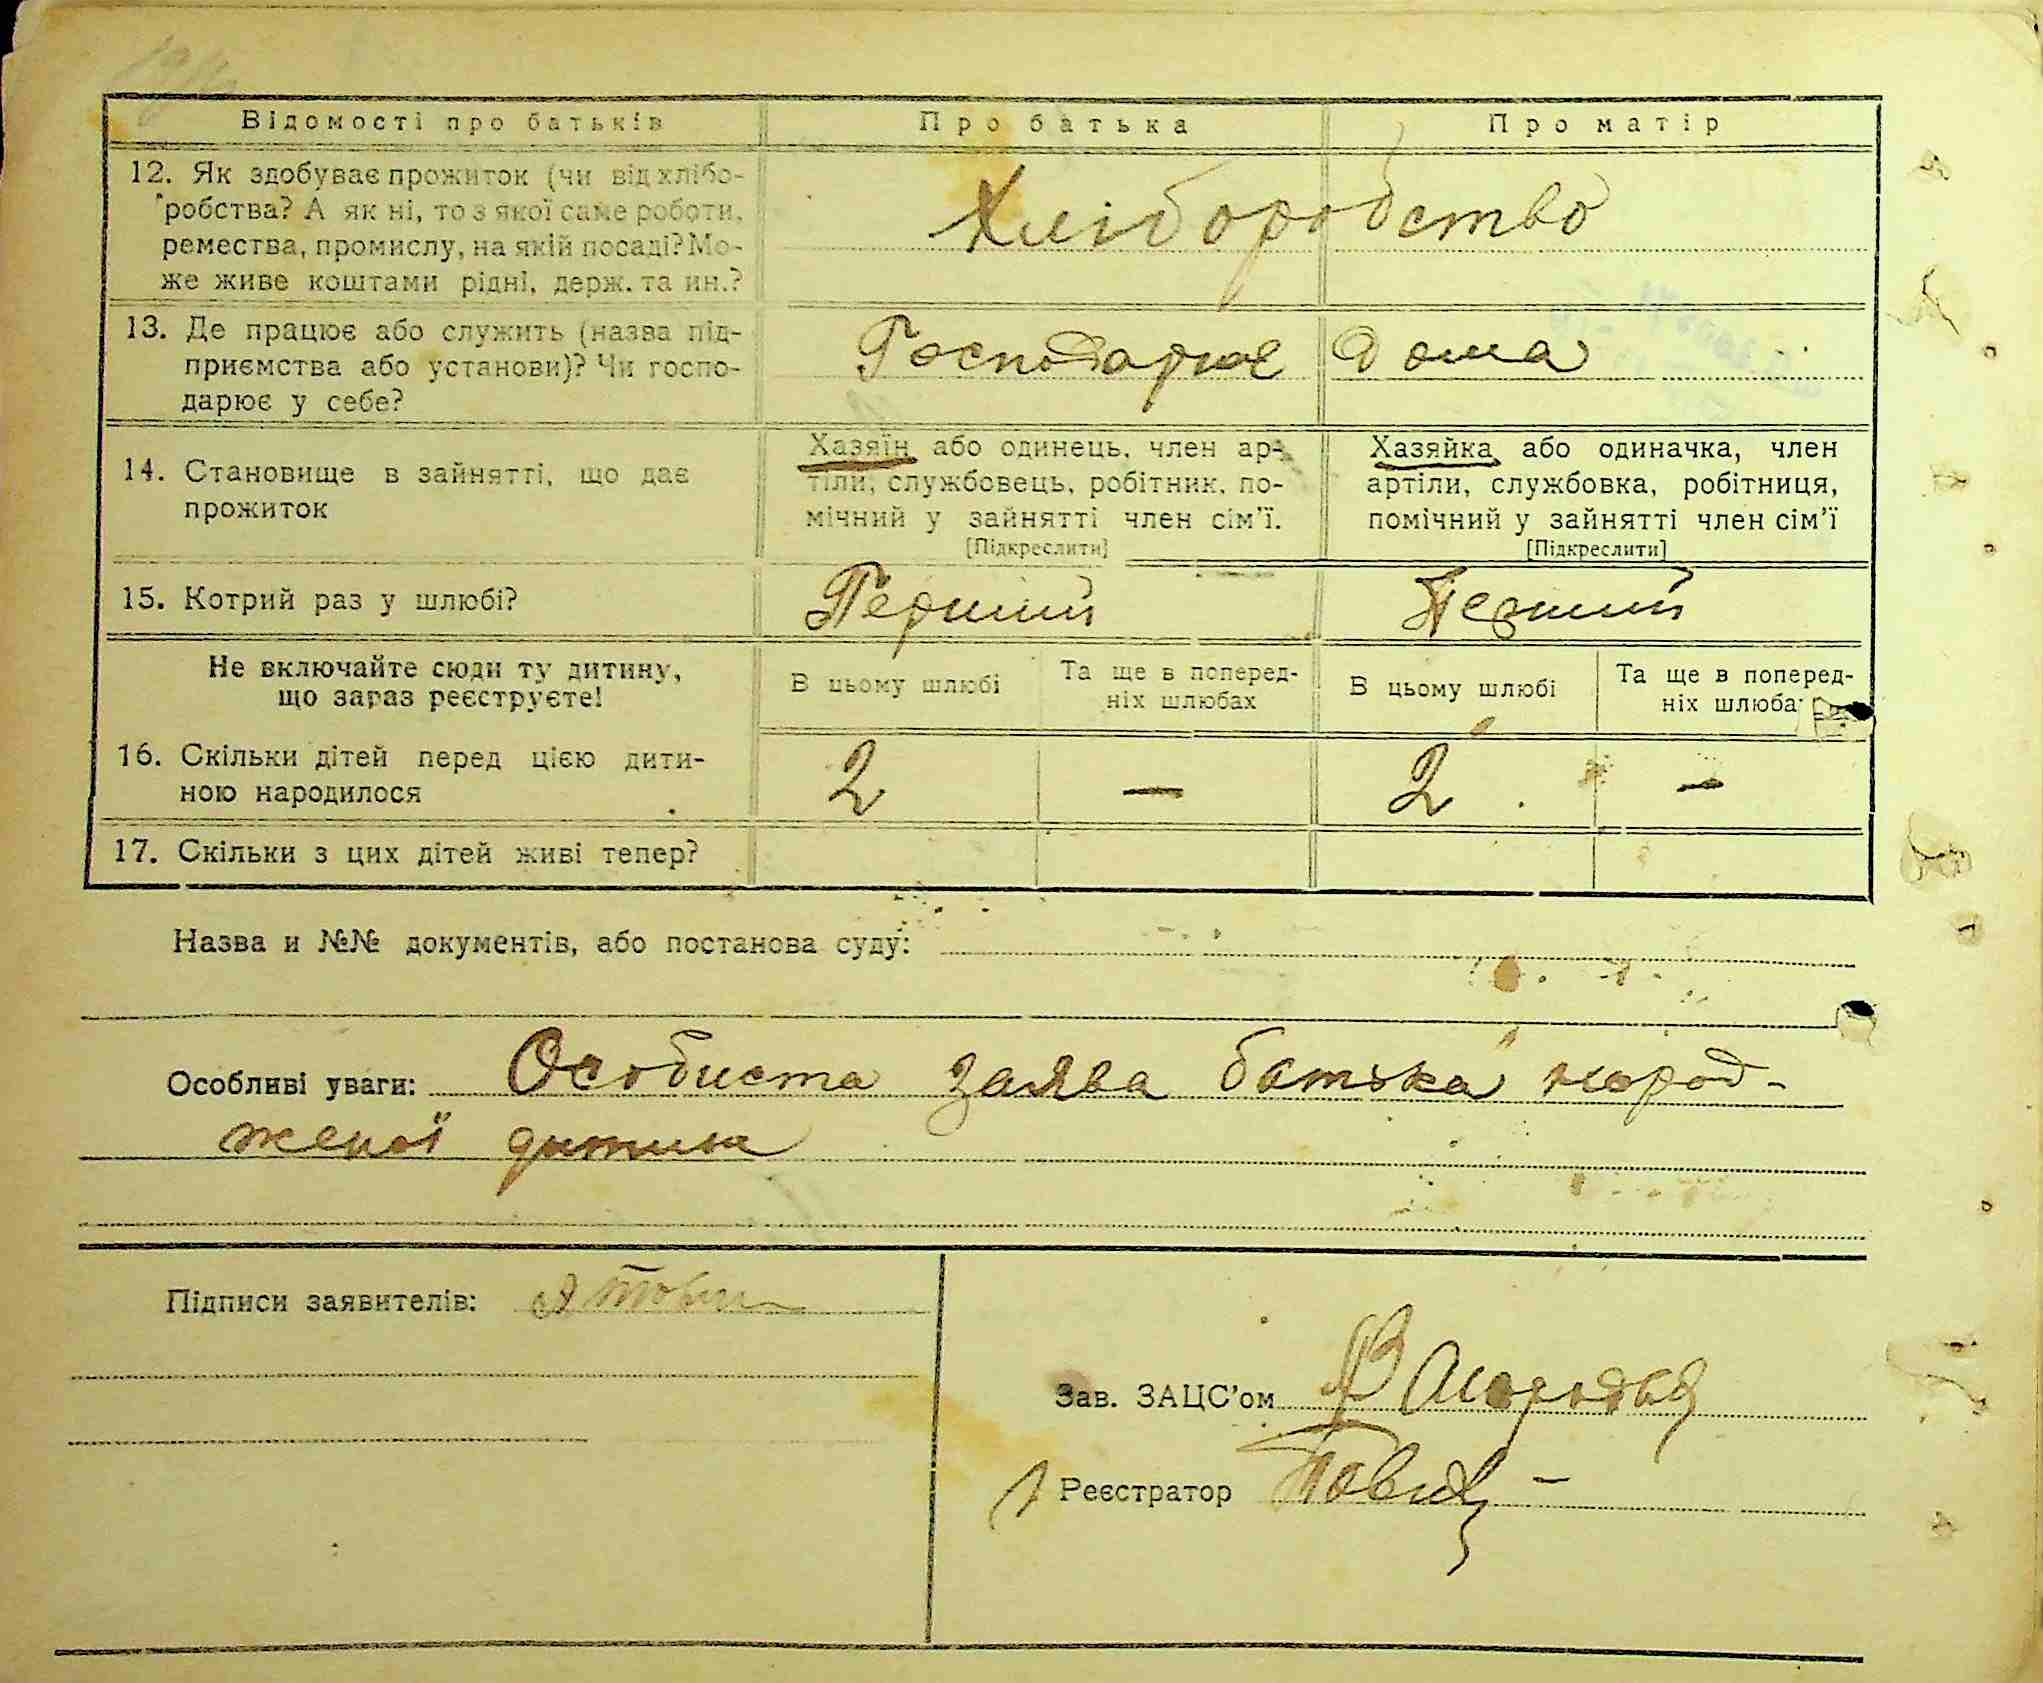 Відомості про батьків Про батька Про матір
12. Як здобуває прожиток (чи від хлібо-
робства? А як ні, то з якої саме роботи,
ремества, промислу, на якій посаді? Мо-
же живе коштами рідні, держ. та ин.?
Хліборобство
13. Де працює або служить (назва під-
приємства або установи)? Чи госпо-
дарює у себе?
Господарює дома
14. Становище в зайнятті, що дає
прожиток
Хазяїн або одинець, член ар-
тіли, службовець, робітник, по-
мічний у зайнятті член сім'ї.
[Підкреслити]
Хазяйка або одиначка, член
артіли, службовка, робітниця,
помічний у зайнятті член сім'ї
[Підкреслити]
15. Котрий раз у шлюбі? Перший Перший
Не включайте сюди ту дитину,
що зараз реєструєте!
В цьому шлюбі
Та ще в поперед-
ніх шлюбах
В цьому шлюбі
Та ще в поперед-
ніх шлюба
16. Скільки дітей перед цією дити-
ною народилося
2 — 2 —
17. Скільки з цих дітей живі тепер?
Назва и №№ документів, або постанова суду:
Особливі уваги: Особиста заява батька народ-
женої дитини
Підписи заявителів:
Зав. ЗАЦС'ом
Реєстратор